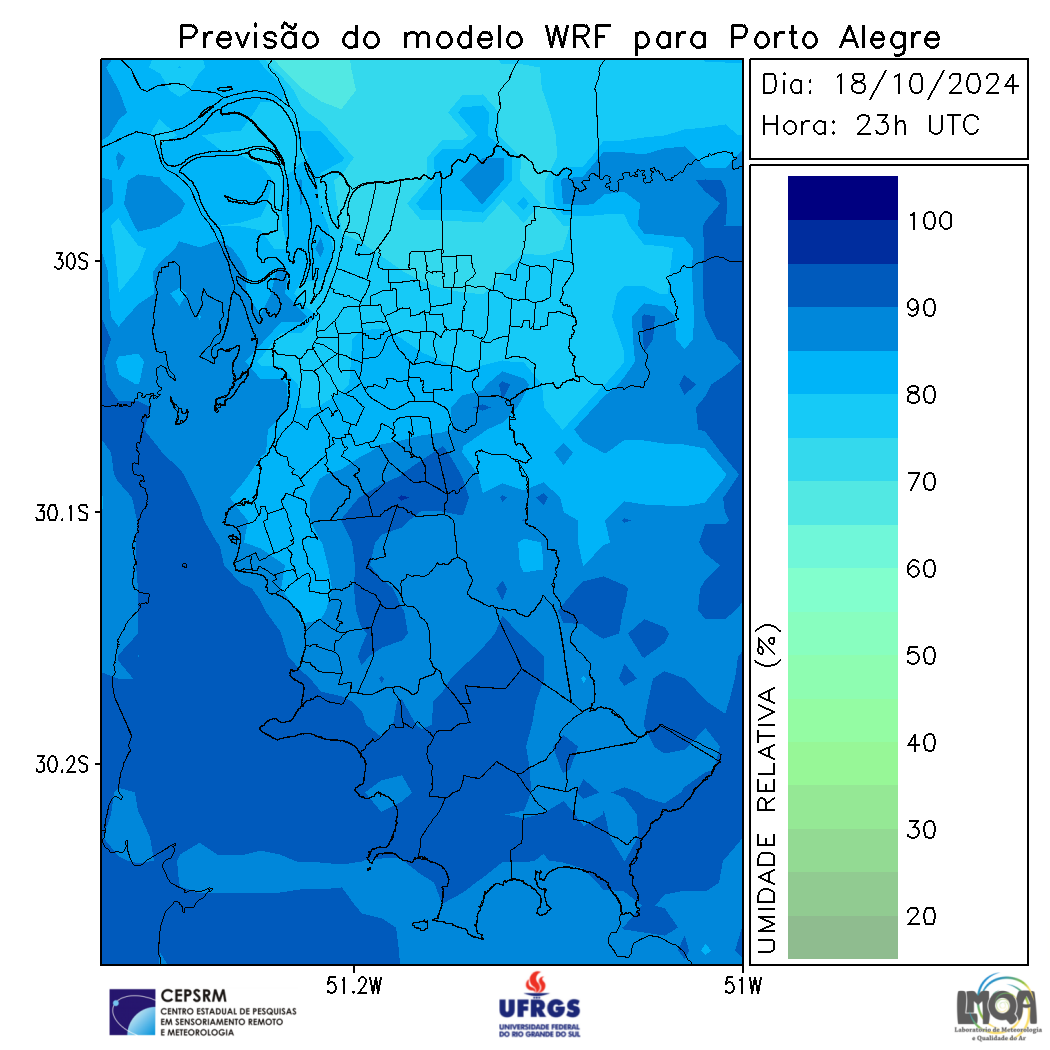 Previsão do modelo WRF para Porto Alegre
Dia: 18/10/2024
Hora: 23h UTC
100
90
80
70
60
50
40
30
20
UMIDADE RELATIVA (%)
30S
30.1S
30.2S
51.2W
51W
CEPSRM
CENTRO ESTADUAL DE PESQUISAS
EM SENSORIAMENTO REMOTO
E METEOROLOGIA
UFRGS
UNIVERSIDADE FEDERAL
DO RIO GRANDE DO SUL
LMQA
Laboratório de Meteorologia
e Qualidade do Ar